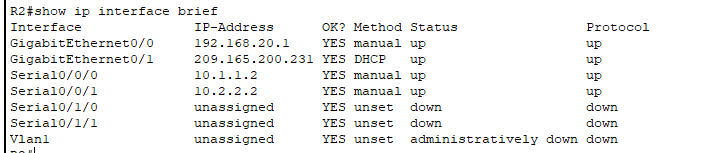 R2#show ip interface brief
Interface IP-Address OK? Method Status Protocol
GigabitEthernet0/0 192.168.20.1 YES manual up up
GigabitEthernet0/1 209.165.200.231 YES DHCP up up
Serial0/0/0 10.1.1.2 YES manual up up
Serial0/0/1 10.2.2.2 YES manual up up
Serial0/1/0 unassigned YES unset down down
Serial0/1/1 unassigned YES unset down down
Vlan1 unassigned YES unset administratively down down
R2#